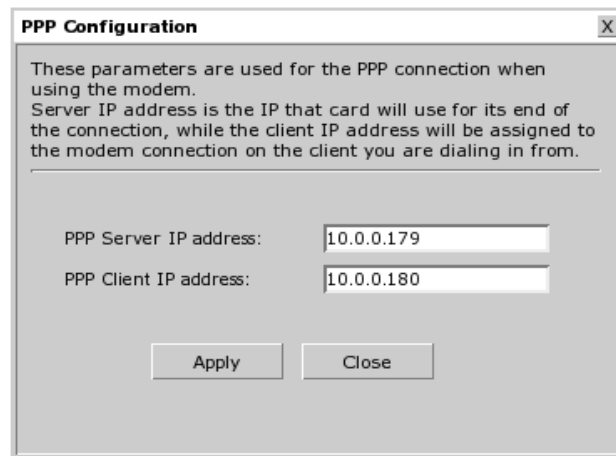 PPP Configuration X
These parameters are used for the PPP connection when
using the modem.
Server IP address is the IP that card will use for its end of
the connection, while the client IP address will be assigned to
the modem connection on the client you are dialing in from.
PPP Server IP address: 10.0.0.179
PPP Client IP address: 10.0.0.180
Apply Close